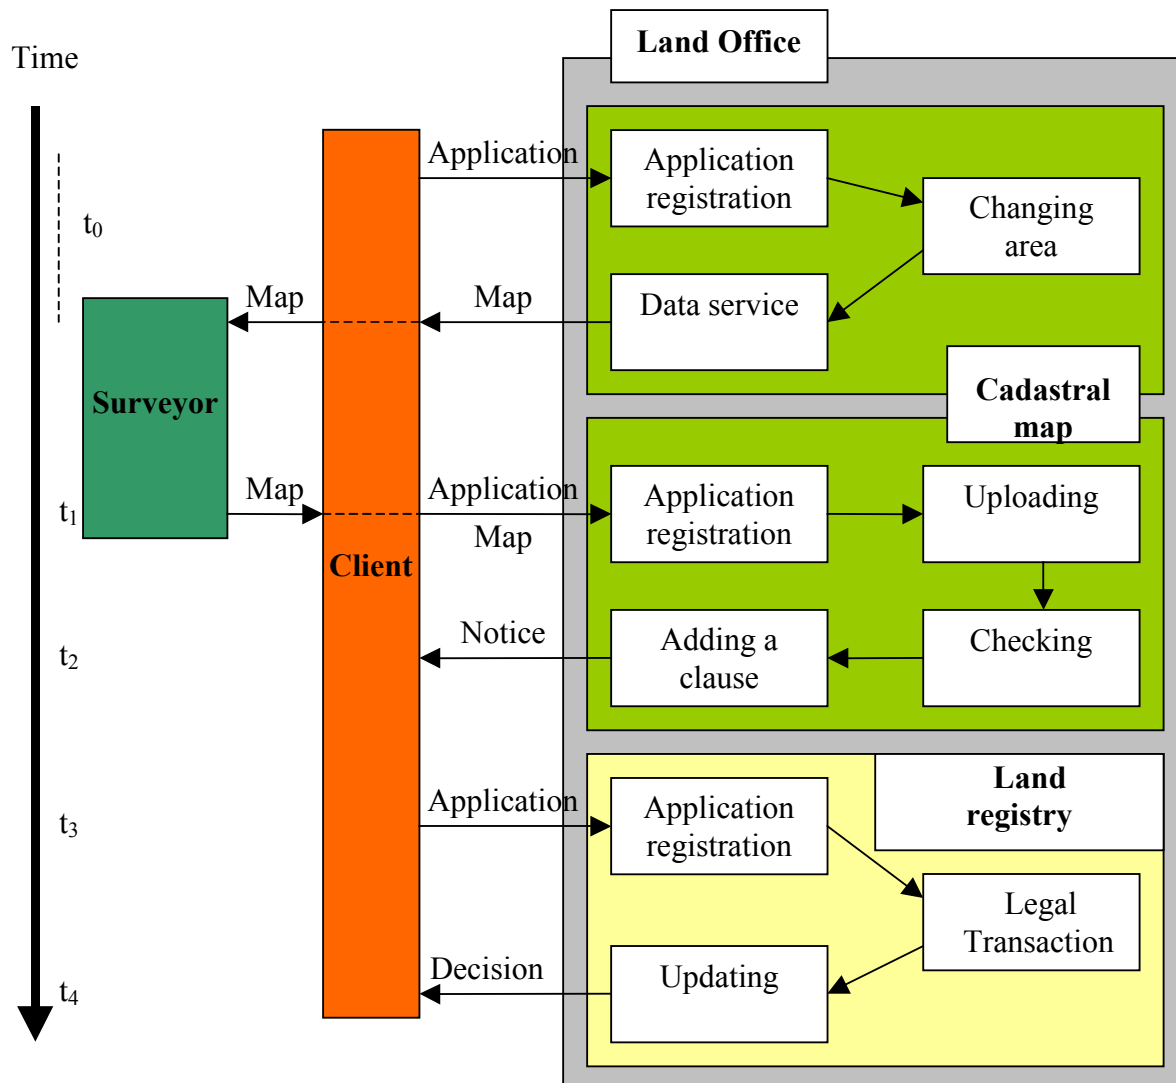 Land Office
Time
Application
Application
registration
Changing
area
t₀
Map
Map
Data service
Surveyor
Cadastral
map
Map
Application
Map
Application
registration
Uploading
t₁
Client
Notice
Adding a
clause
Checking
t₂
Land
registry
Application
Application
registration
t₃
Legal
Transaction
Decision
Updating
t₄